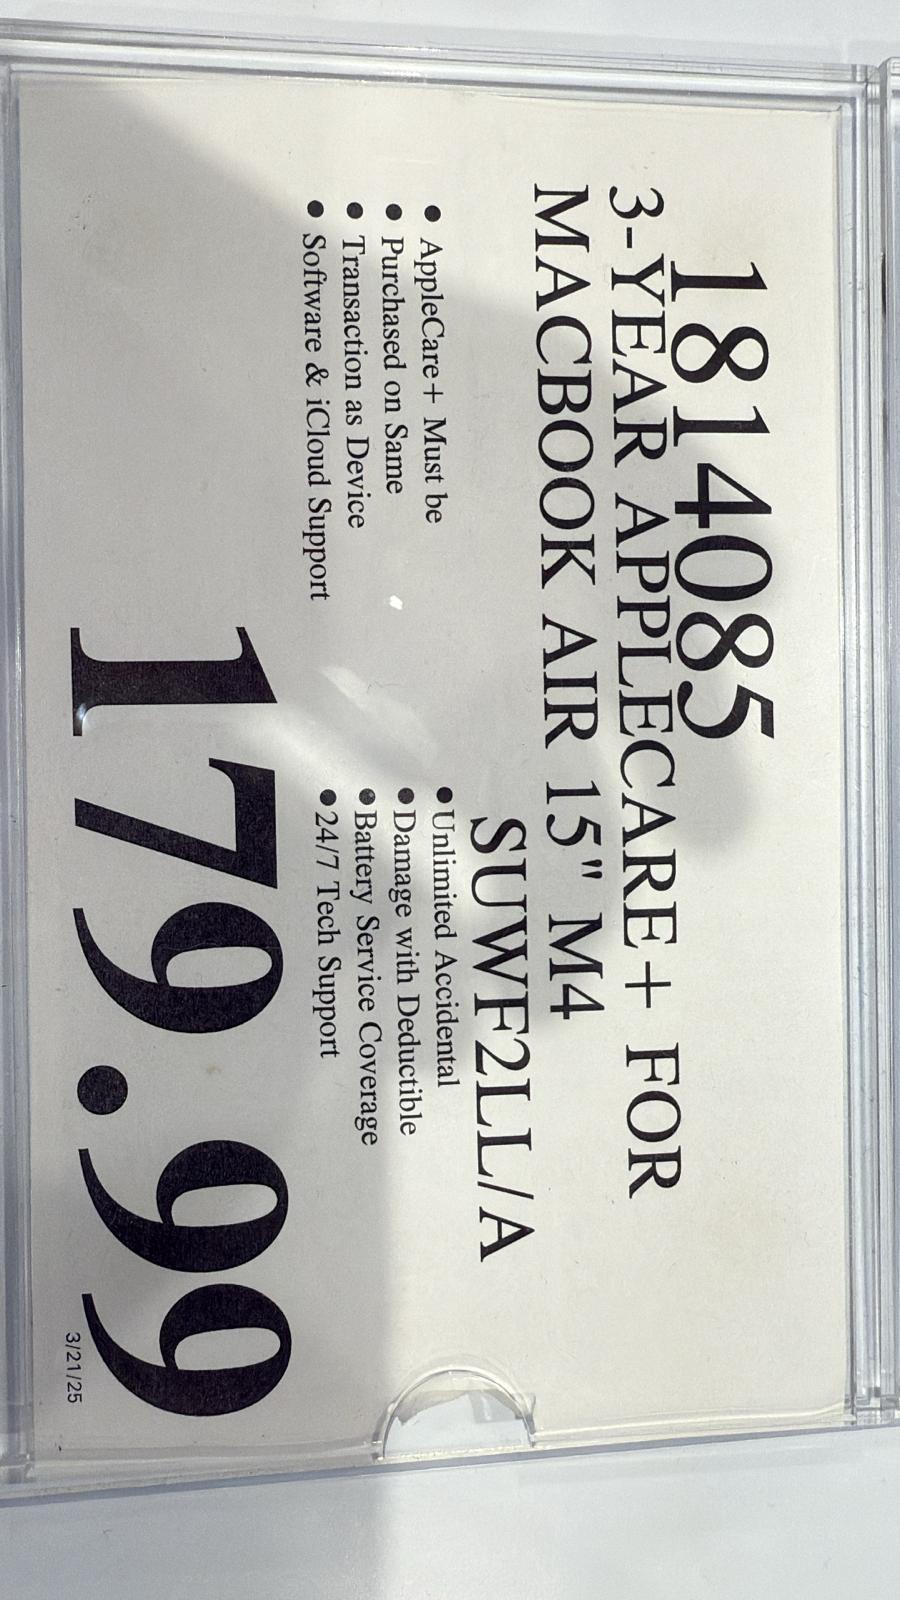 1814085
3-YEAR APPLECARE+ FOR
MACBOOK AIR 15" M4
SUWF2LL/A
● AppleCare+ Must be
● Purchased on Same
● Transaction as Device
● Software & iCloud Support
●Unlimited Accidental
●Damage with Deductible
●Battery Service Coverage
●24/7 Tech Support
179.99
3/21/25